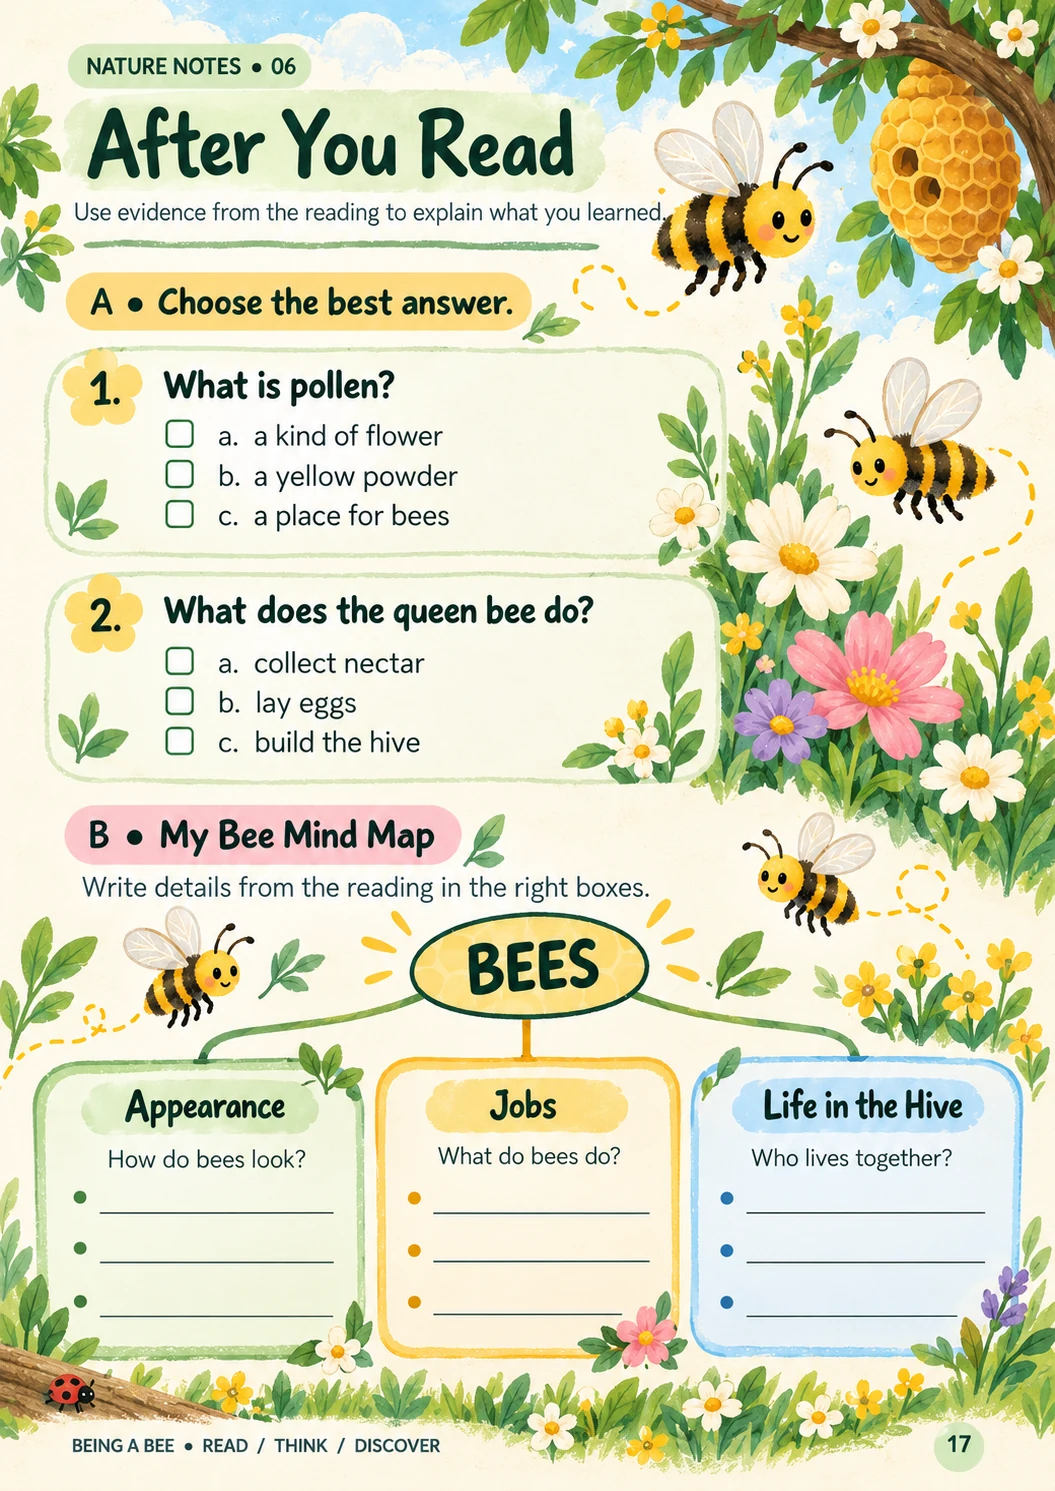 NATURE NOTES • 06
After You Read
Use evidence from the reading to explain what you learned.
A • Choose the best answer.
1. What is pollen?
a. a kind of flower
b. a yellow powder
c. a place for bees
2. What does the queen bee do?
a. collect nectar
b. lay eggs
c. build the hive
B • My Bee Mind Map
Write details from the reading in the right boxes.
BEES
Appearance
How do bees look?
Jobs
What do bees do?
Life in the Hive
Who lives together?
BEING A BEE • READ / THINK / DISCOVER
17